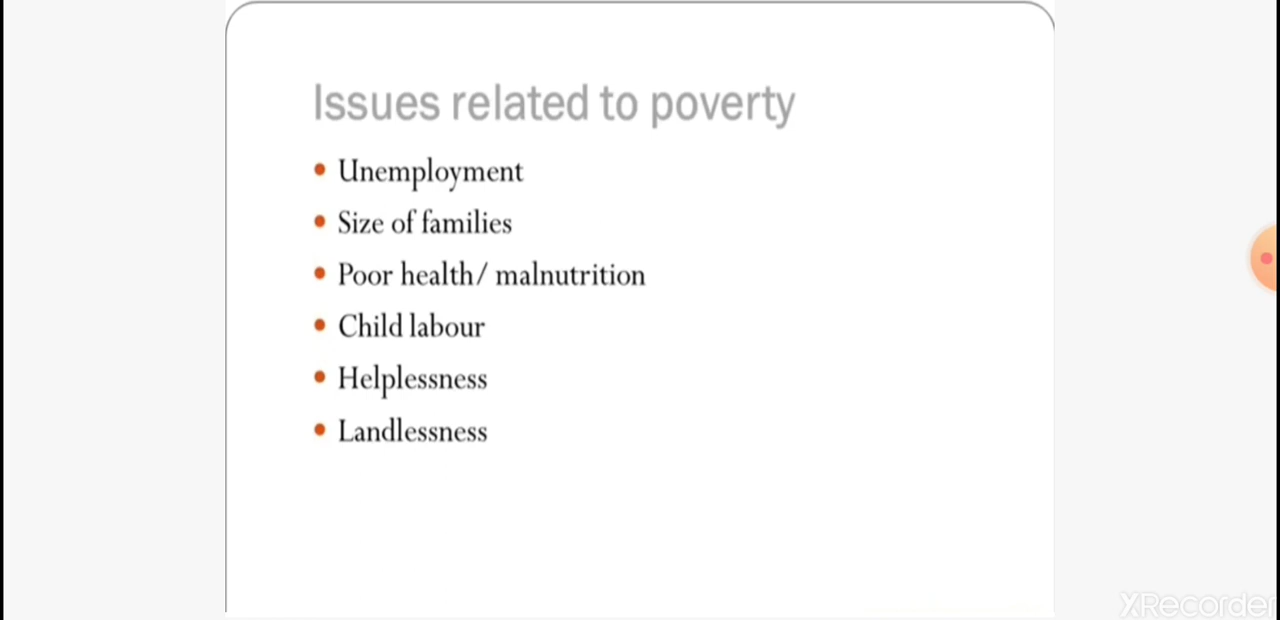 Issues related to poverty
• Unemployment
• Size of families
• Poor health/ malnutrition
• Child labour
• Helplessness
• Landlessness
XRecorder